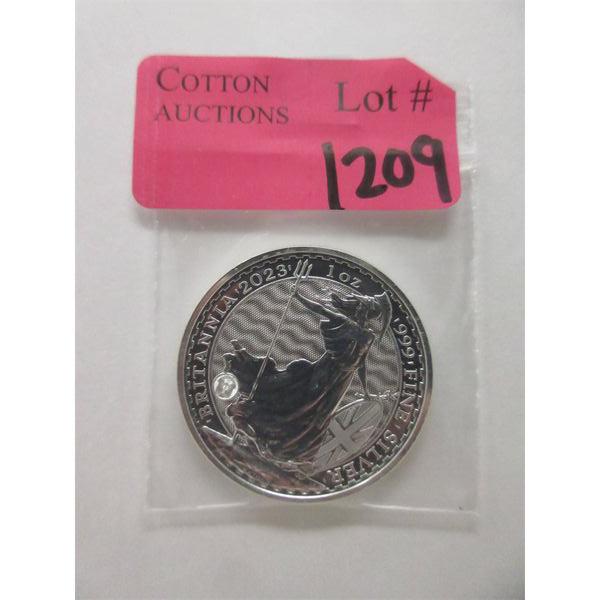 COTTON
AUCTIONS
Lot #
1209
BRITANNIA 2023 1 oz 999 FINE SILVER